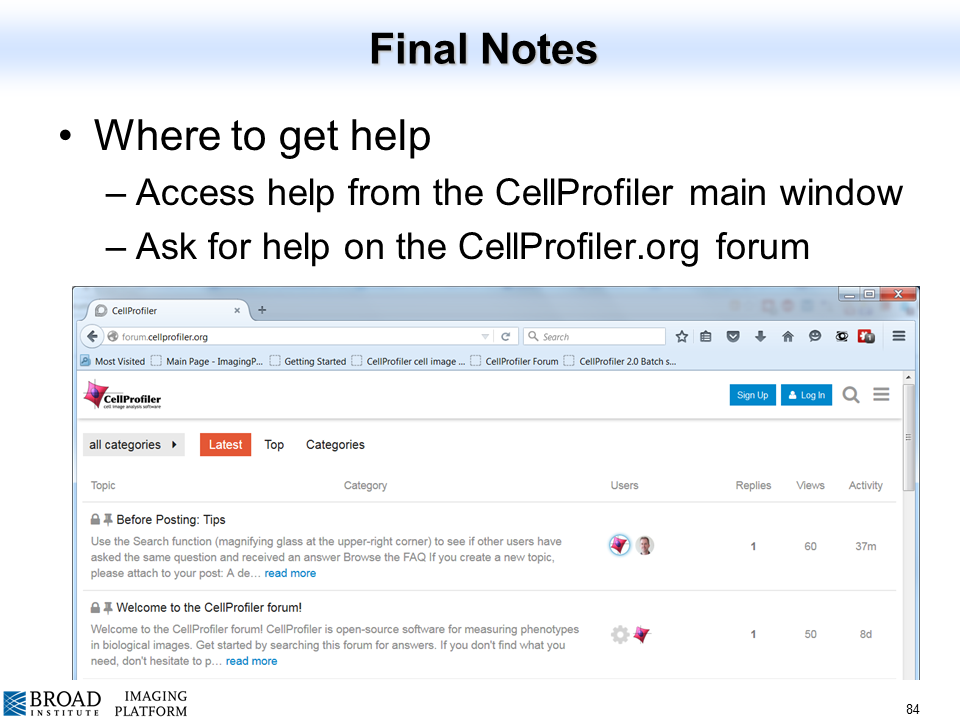 Final Notes
• Where to get help
– Access help from the CellProfiler main window
– Ask for help on the CellProfiler.org forum
CellProfiler × +
forum.cellprofiler.org Search
Most Visited Main Page - ImagingP... Getting Started CellProfiler cell image ... CellProfiler Forum CellProfiler 2.0 Batch s...
CellProfiler
cell image analysis software
Sign Up Log In
all categories Latest Top Categories
Topic Category Users Replies Views Activity
Before Posting: Tips
Use the Search function (magnifying glass at the upper-right corner) to see if other users have
asked the same question and received an answer Browse the FAQ If you create a new topic,
please attach to your post: A de... read more
1 60 37m
Welcome to the CellProfiler forum!
Welcome to the CellProfiler forum! CellProfiler is open-source software for measuring phenotypes
in biological images. Get started by searching this forum for answers. If you don't find what you
need, don't hesitate to p... read more
1 50 8d
BROAD
INSTITUTE
IMAGING
PLATFORM
84